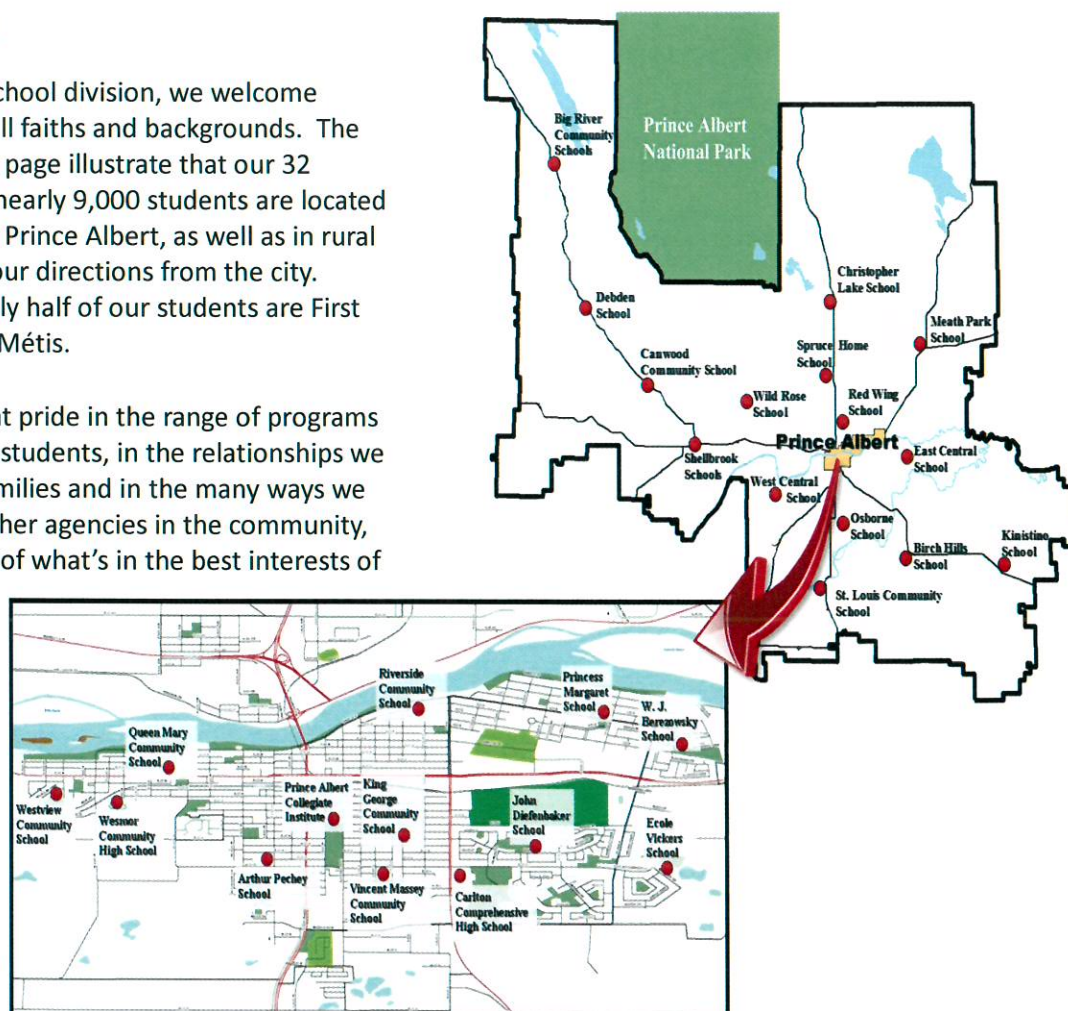 chool division, we welcome
ll faiths and backgrounds.  The
page illustrate that our 32
nearly 9,000 students are located
Prince Albert, as well as in rural
our directions from the city.
ly half of our students are First
Métis.
at pride in the range of programs
students, in the relationships we
milies and in the many ways we
her agencies in the community,
of what's in the best interests of
Prince Albert
National Park
Big River
Community
Schools
Debden
School
Canwood
Community School
Christopher
Lake School
Meath Park
School
Spruce Home
School
Wild Rose
School
Red Wing
School
Prince Albert
Shellbrook
Schools
East Central
School
West Central
School
Osborne
School
Birch Hills
School
Kinistino
School
St. Louis Community
School
Riverside
Community
School
Princess
Margaret
School
W. J.
Berezowsky
School
Queen Mary
Community
School
Westview
Community
School
Wesmor
Community
High School
Prince Albert
Collegiate
Institute
King
George
Community
School
John
Diefenbaker
School
Ecole
Vickers
School
Arthur Pechey
School
Vincent Massey
Community
School
Carlton
Comprehensive
High School